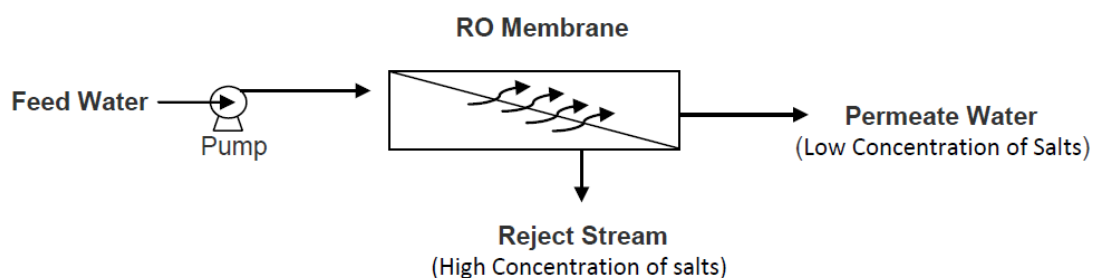 RO Membrane
Feed Water
Pump
Permeate Water
(Low Concentration of Salts)
Reject Stream
(High Concentration of salts)